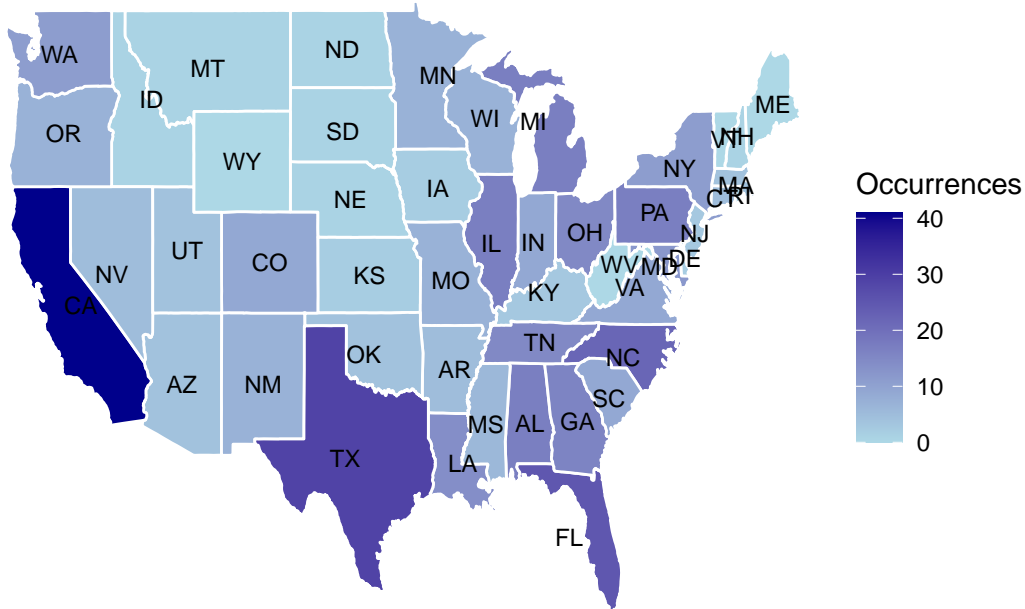 WA
MT
ND
MN
ID
OR
SD
WI
MI
ME
VT
NH
WY
NY
MA
CT
RI
IA
NE
PA
NJ
OH
IN
IL
UT
CO
NV
KS
MO
WV
MD
DE
VA
KY
CA
TN
NC
OK
AR
AZ
NM
SC
GA
AL
MS
LA
TX
FL
Occurrences
40
30
20
10
0